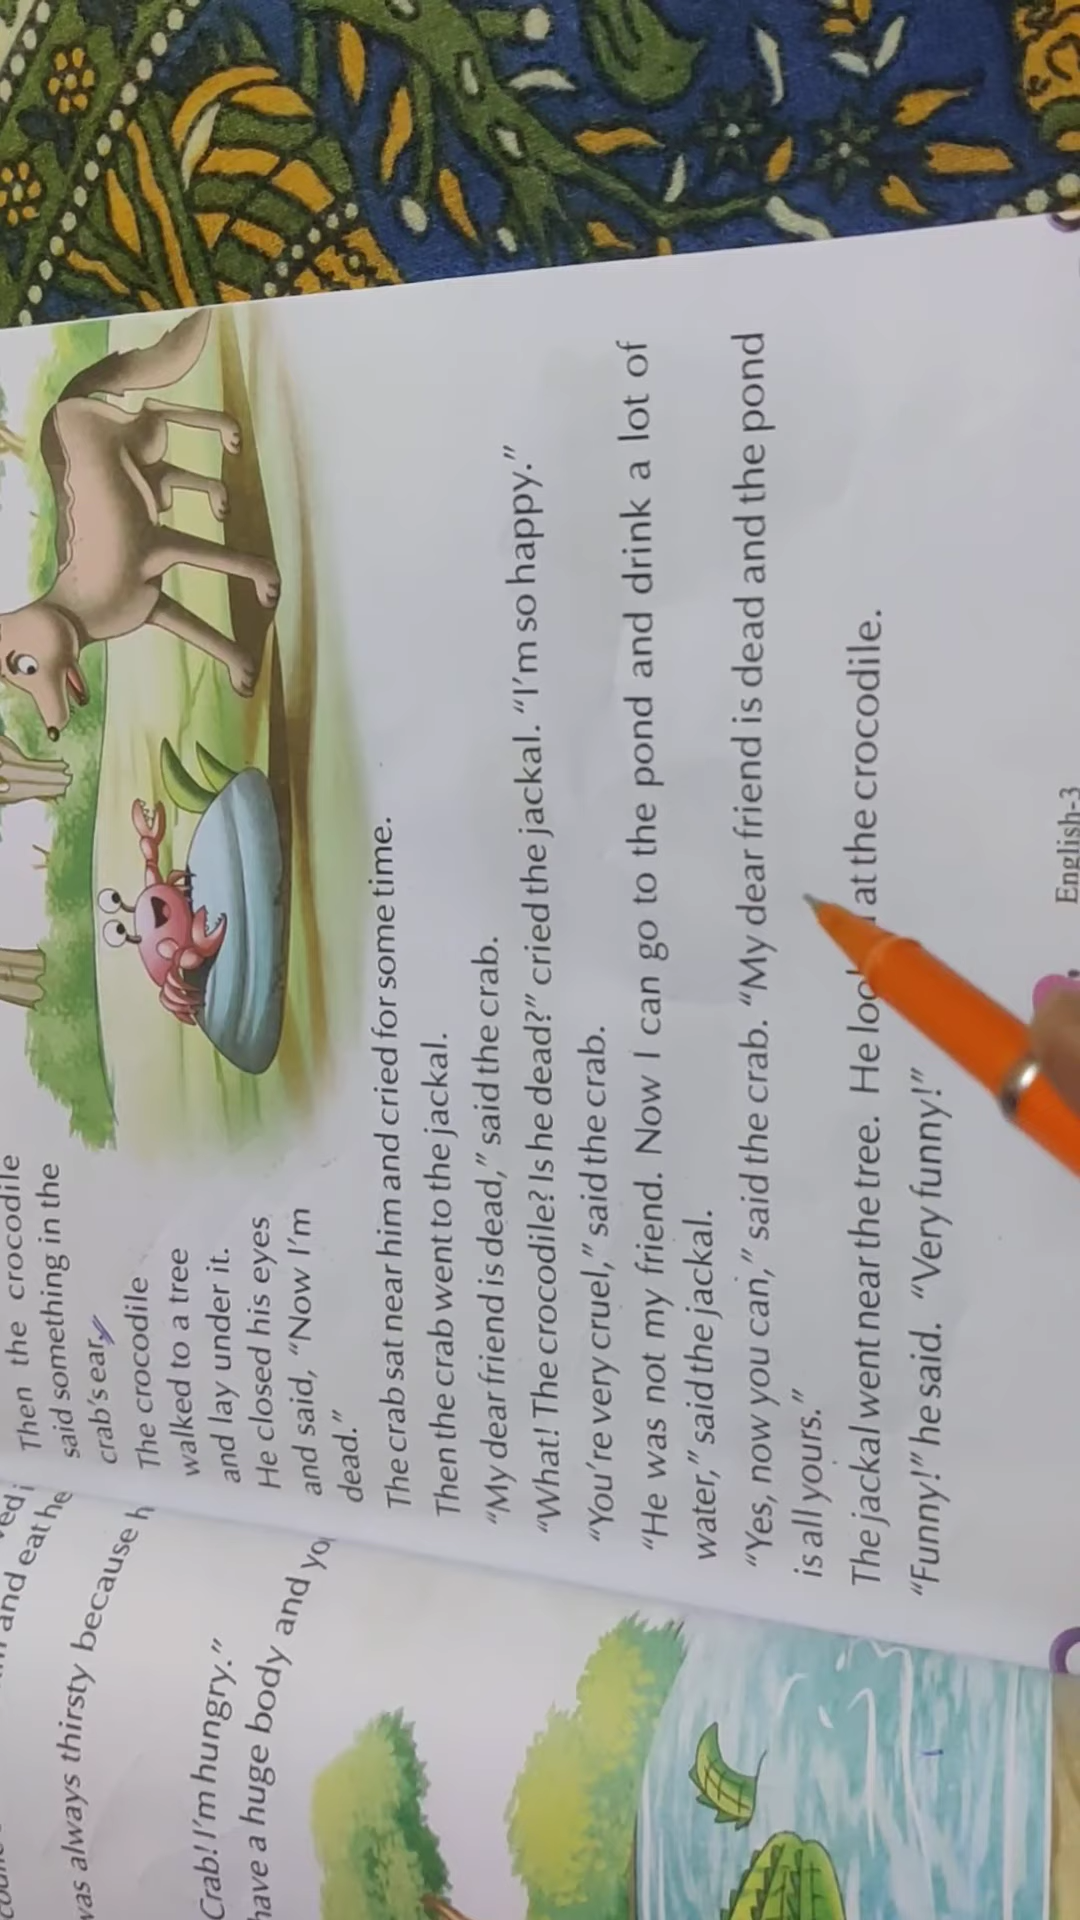 and eat he
was always thirsty because h
Crab! I'm hungry."
have a huge body and yo
Then the crocodile
said something in the
crab's ear.
The crocodile
walked to a tree
and lay under it.
He closed his eyes
and said, "Now I'm
dead."
The crab sat near him and cried for some time.
Then the crab went to the jackal.
"My dear friend is dead," said the crab.
"What! The crocodile? Is he dead?" cried the jackal. "I'm so happy."
"You're very cruel," said the crab.
"He was not my friend. Now I can go to the pond and drink a lot of
water," said the jackal.
"Yes, now you can," said the crab. "My dear friend is dead and the pond
is all yours."
The jackal went near the tree. He loo at the crocodile.
"Funny!" he said. "Very funny!"
English-3